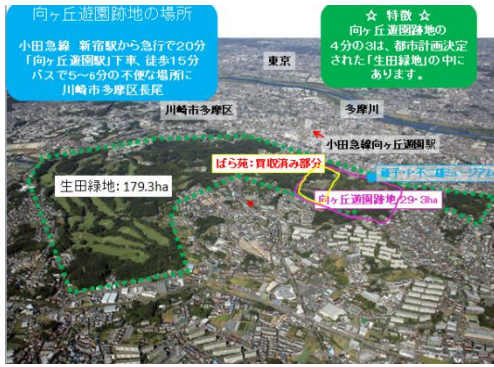 向ヶ丘遊園跡地の場所
小田急線 新宿駅から急行で20分
「向ヶ丘遊園駅」下車、徒歩15分
バスで5~6分の不便な場所に
川崎市多摩区長尾
☆ 特徴 ☆
向ヶ丘遊園跡地の
4分の3は、都市計画決定
された「生田緑地」の中に
あります。
東京
川崎市多摩区
多摩川
小田急線向ヶ丘遊園駅
ばら苑:買収済み部分
藤子・F・不二雄ミュージアム
生田緑地:179.3ha
向ヶ丘遊園跡地:29.3ha